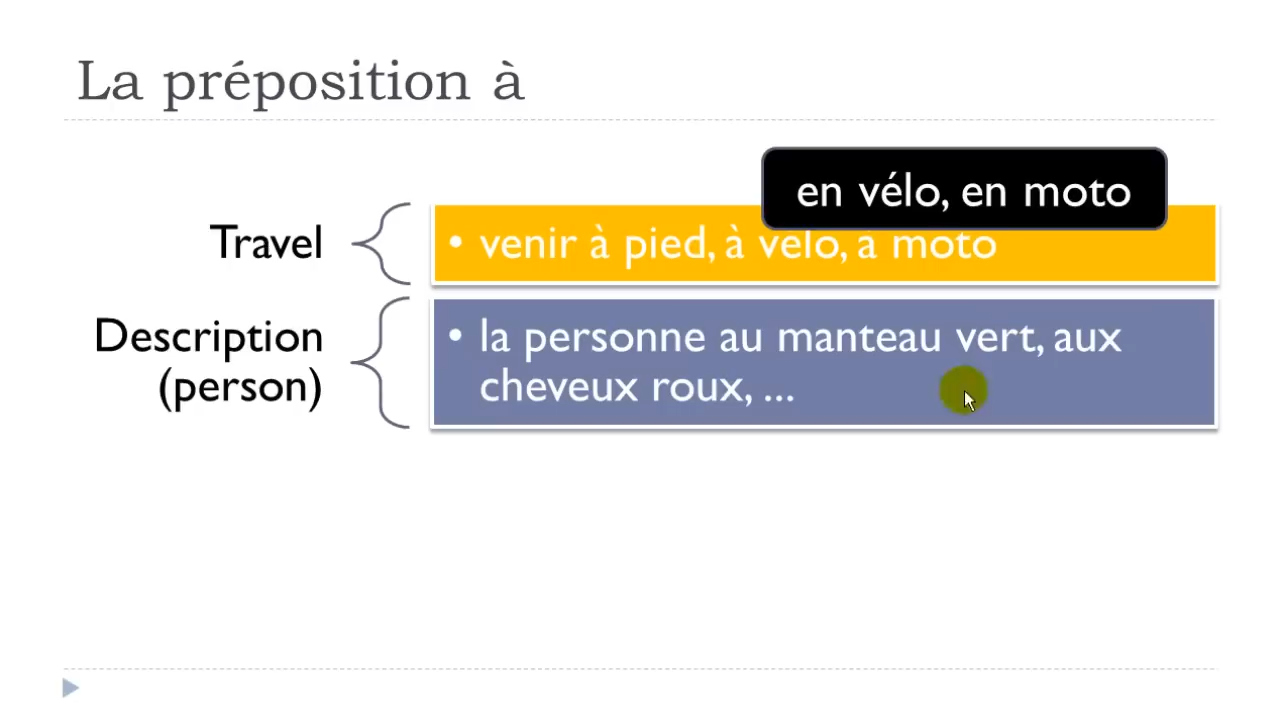 La préposition à
en vélo, en moto
Travel
• venir à pied, à vélo, à moto
Description
(person)
• la personne au manteau vert, aux
cheveux roux, ...